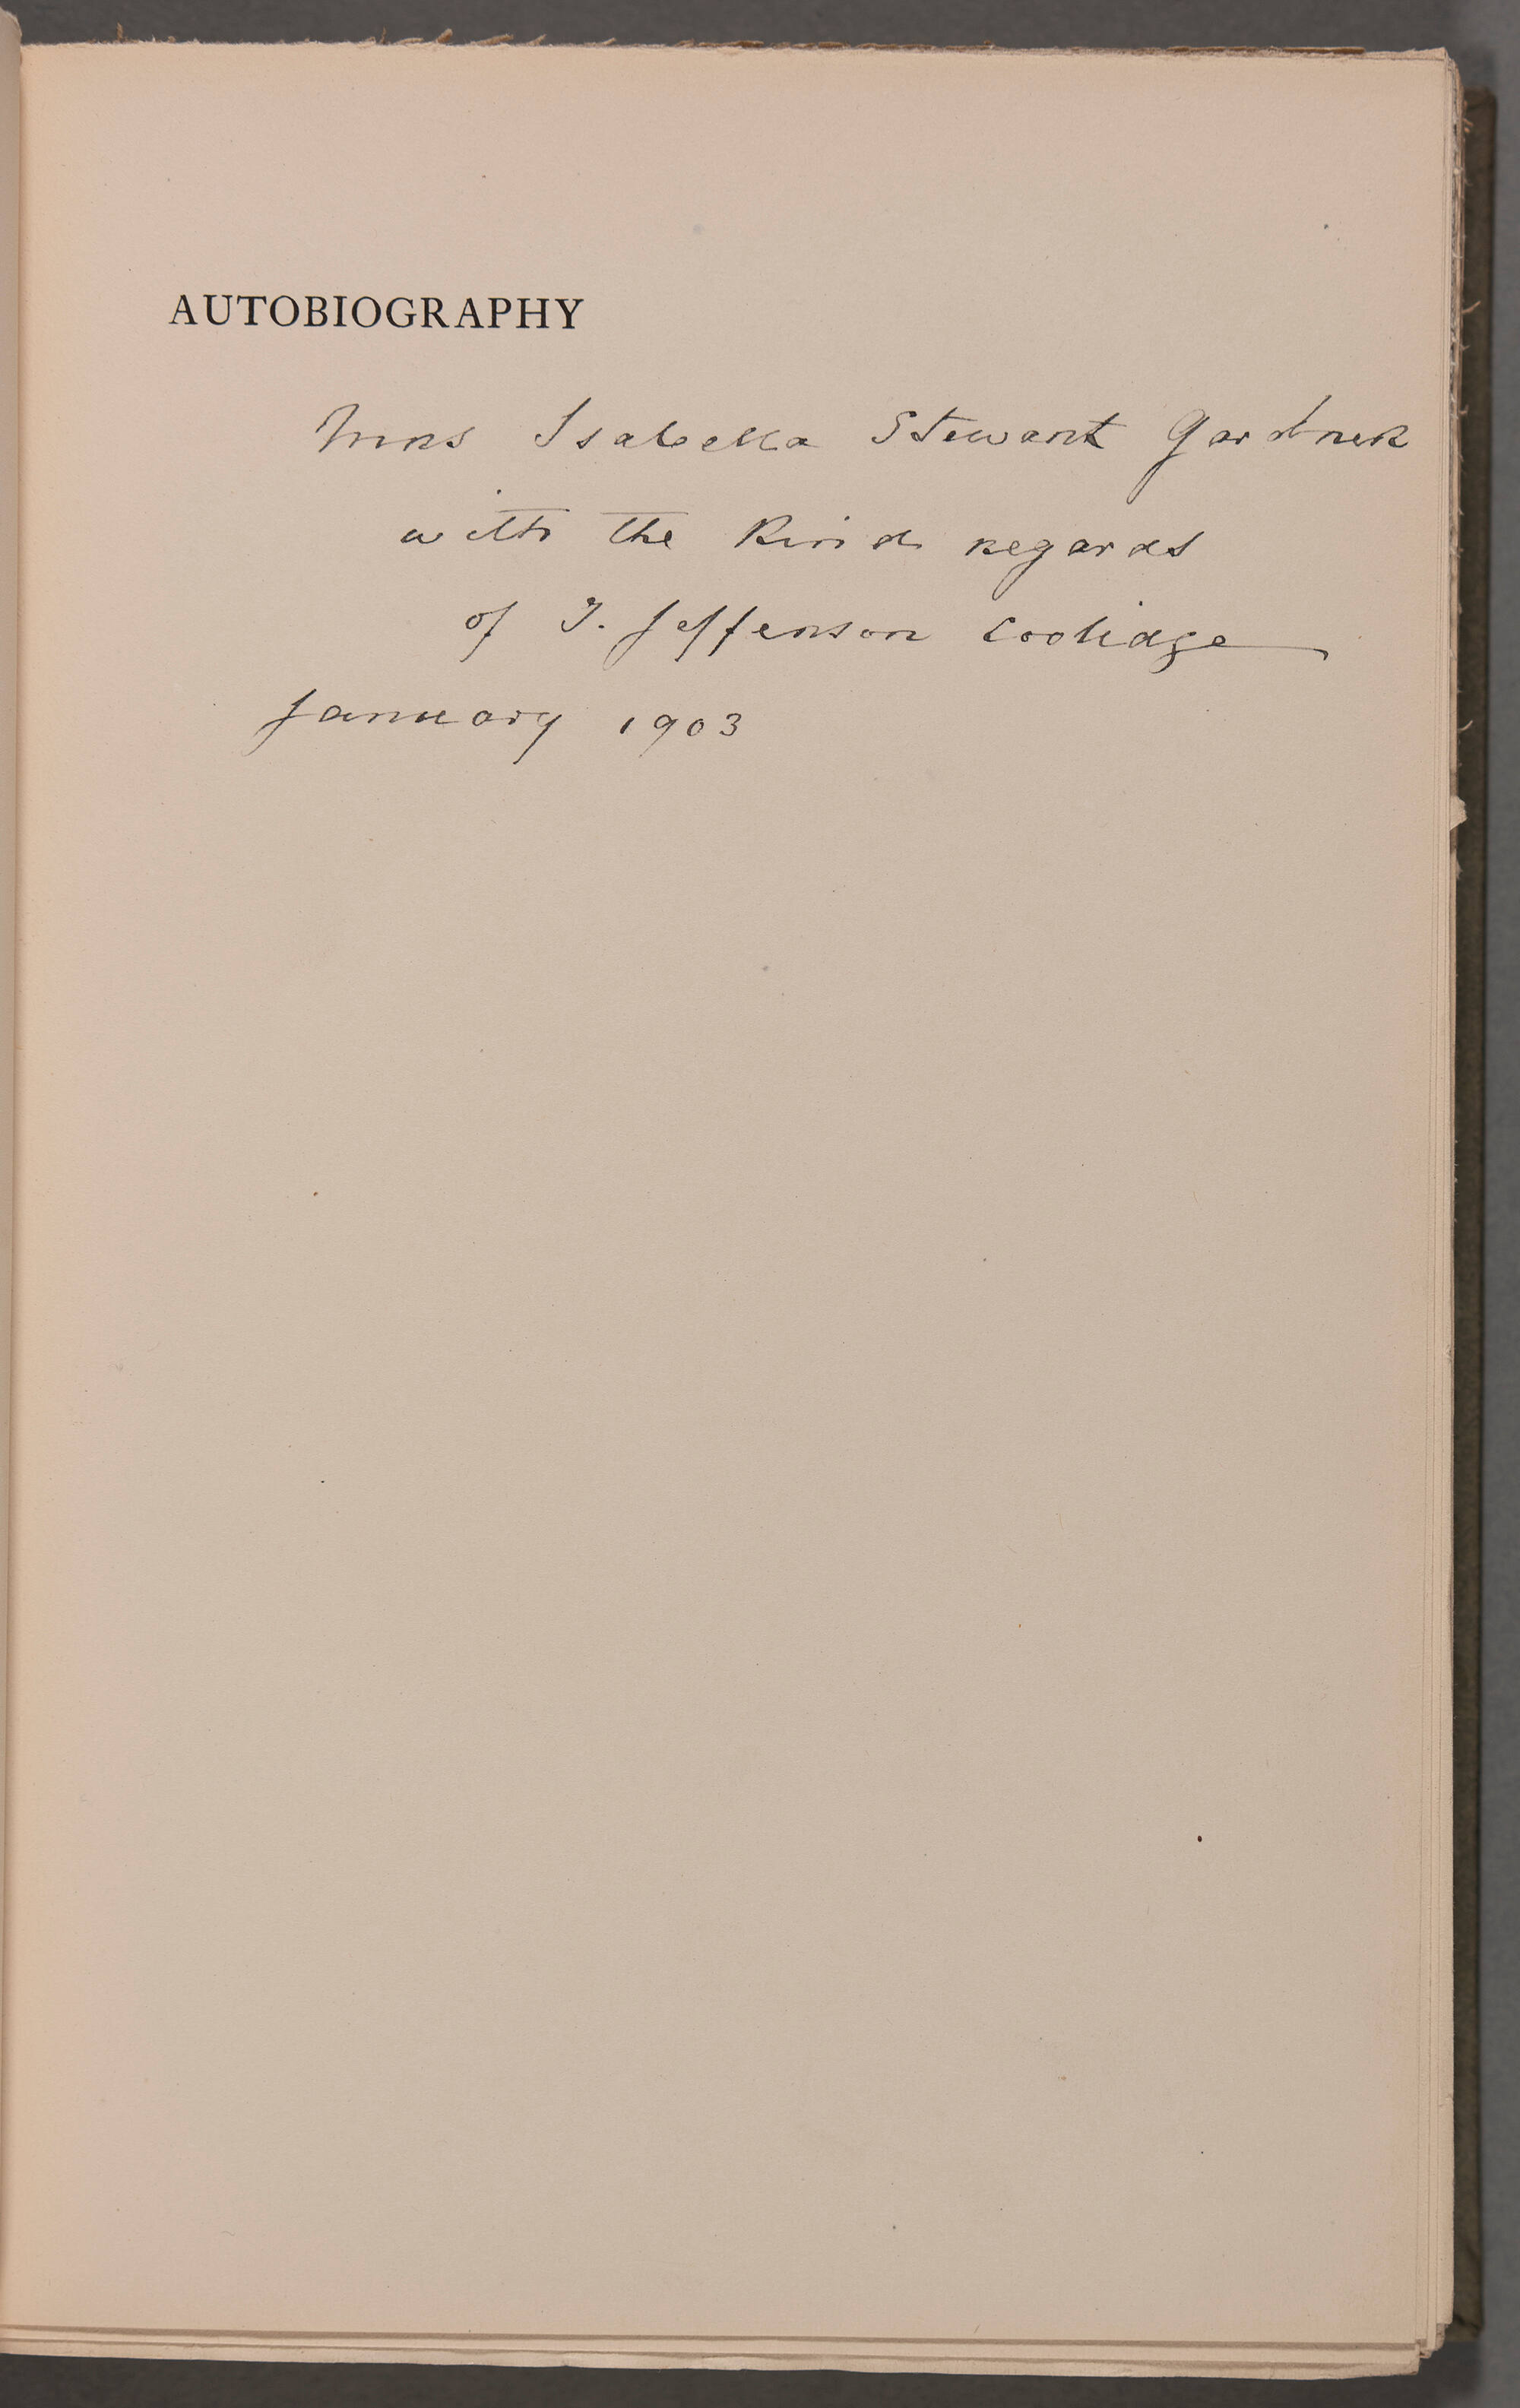 AUTOBIOGRAPHY
Mrs Isabella Stewart Gardner
with the kind regards
of T. Jefferson Coolidge
January 1903